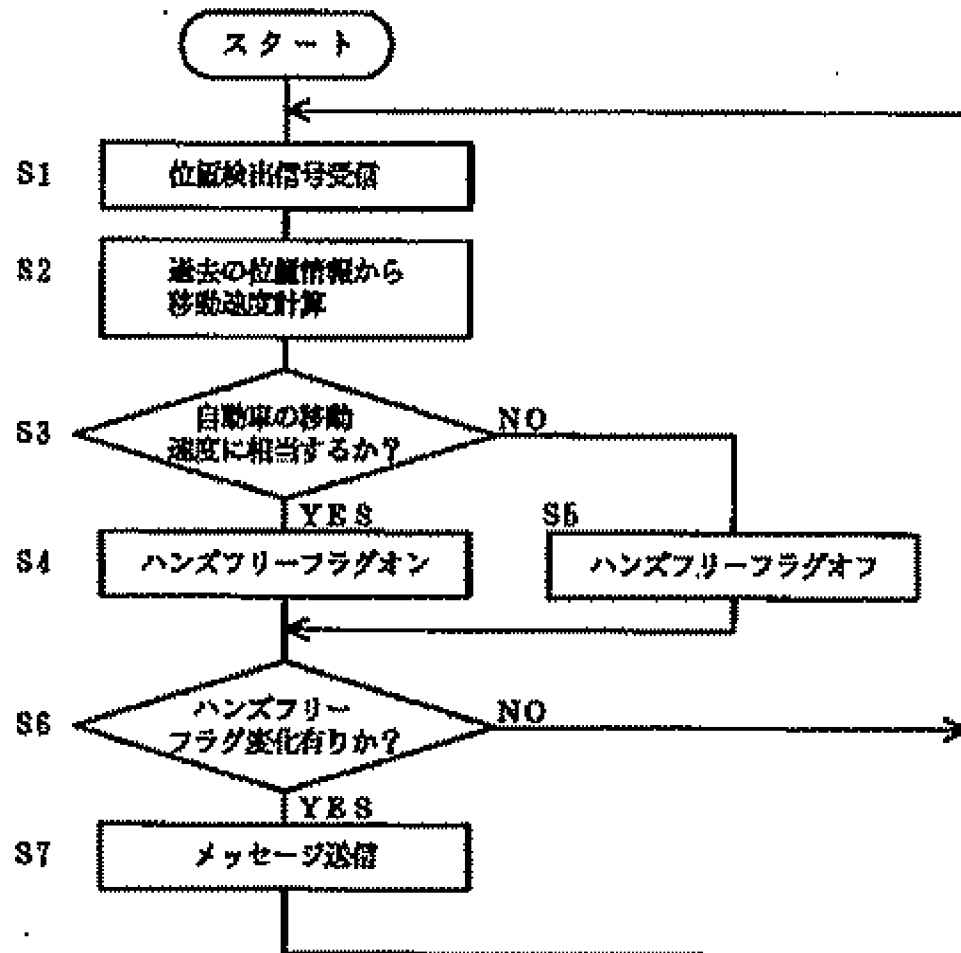 スタート
S1
位置検出信号受信
S2
過去の位置情報から
移動速度計算
S3
自動車の移動
速度に相当するか?
NO
YES
S4
ハンズフリーフラグオン
S5
ハンズフリーフラグオフ
S6
ハンズフリー
フラグ変化有りか?
NO
YES
S7
メッセージ送信